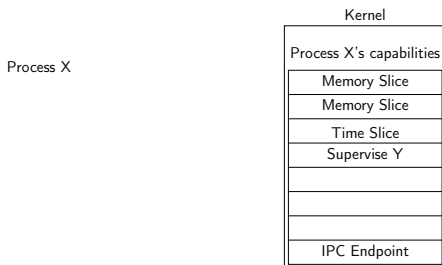 Kernel
Process X's capabilities
Process X
Memory Slice
Memory Slice
Time Slice
Supervise Y
IPC Endpoint